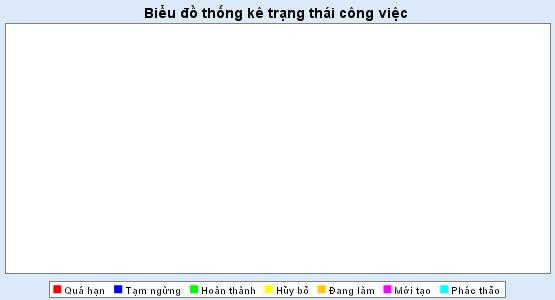 Biểu đồ thống kê trạng thái công việc
Quá hạn Tạm ngừng Hoàn thành Hủy bỏ Đang làm Mới tạo Phác thảo